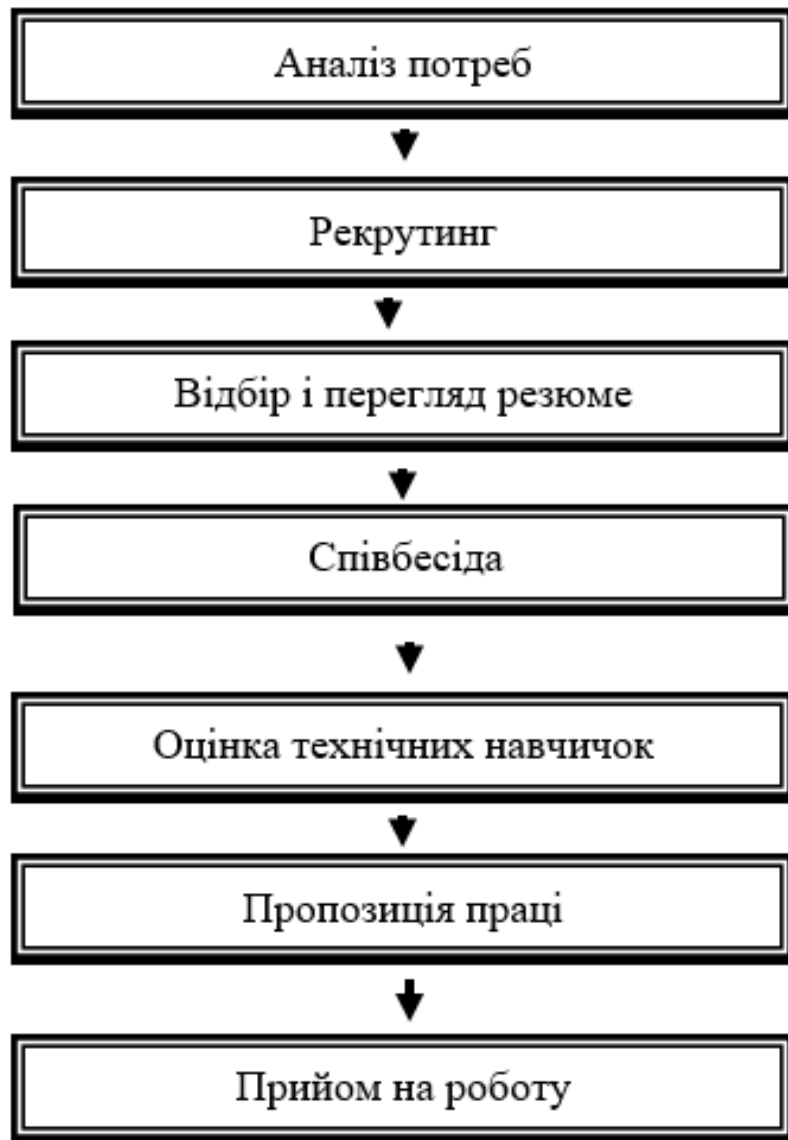 Аналіз потреб
Рекрутинг
Відбір і перегляд резюме
Співбесіда
Оцінка технічних навчичок
Пропозиція праці
Прийом на роботу